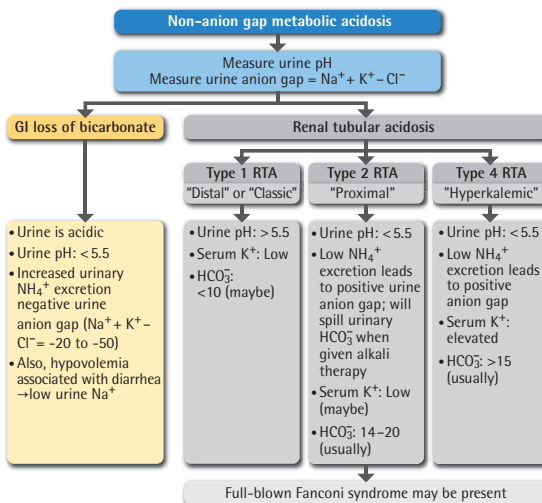 Non-anion gap metabolic acidosis
Measure urine pH
Measure urine anion gap = Na⁺ + K⁺ – Cl⁻
GI loss of bicarbonate
• Urine is acidic
• Urine pH: <5.5
• Increased urinary
NH₄⁺ excretion
negative urine
anion gap (Na⁺ + K⁺ –
Cl⁻ = -20 to -50)
• Also, hypovolemia
associated with diarrhea
→low urine Na⁺
Renal tubular acidosis
Type 1 RTA
“Distal” or “Classic”
• Urine pH: >5.5
• Serum K⁺: Low
• HCO₃⁻:
<10 (maybe)
Type 2 RTA
“Proximal”
• Urine pH: <5.5
• Low NH₄⁺
excretion leads
to positive urine
anion gap; will
spill urinary
HCO₃⁻ when
given alkali
therapy
• Serum K⁺: Low
(maybe)
• HCO₃⁻: 14–20
(usually)
Type 4 RTA
"Hyperkalemic"
• Urine pH: <5.5
• Low NH₄⁺
excretion leads
to positive
anion gap
• Serum K⁺:
elevated
• HCO₃⁻: >15
(usually)
Full-blown Fanconi syndrome may be present